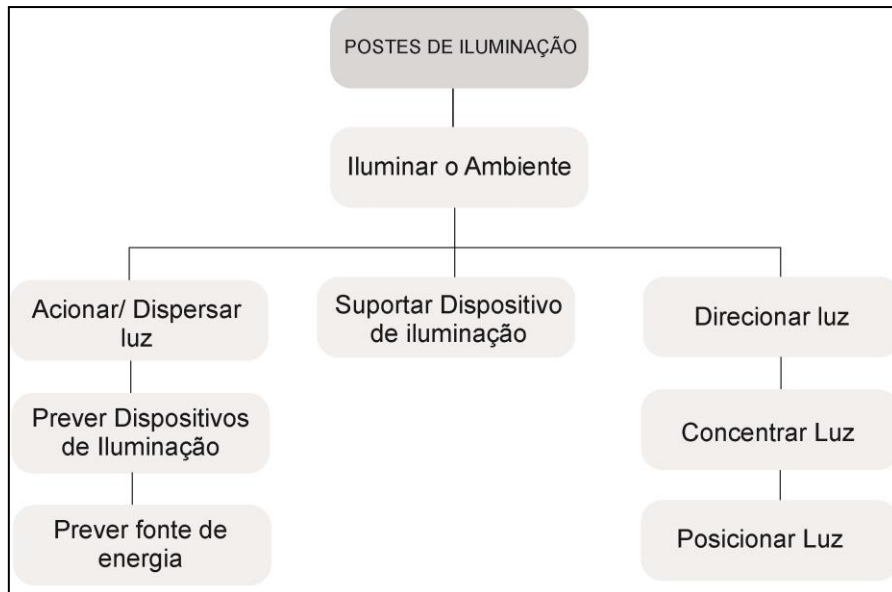 POSTES DE ILUMINAÇÃO
Iluminar o Ambiente
Acionar/ Dispersar
luz
Suportar Dispositivo
de iluminação
Direcionar luz
Prever Dispositivos
de Iluminação
Concentrar Luz
Prever fonte de
energia
Posicionar Luz